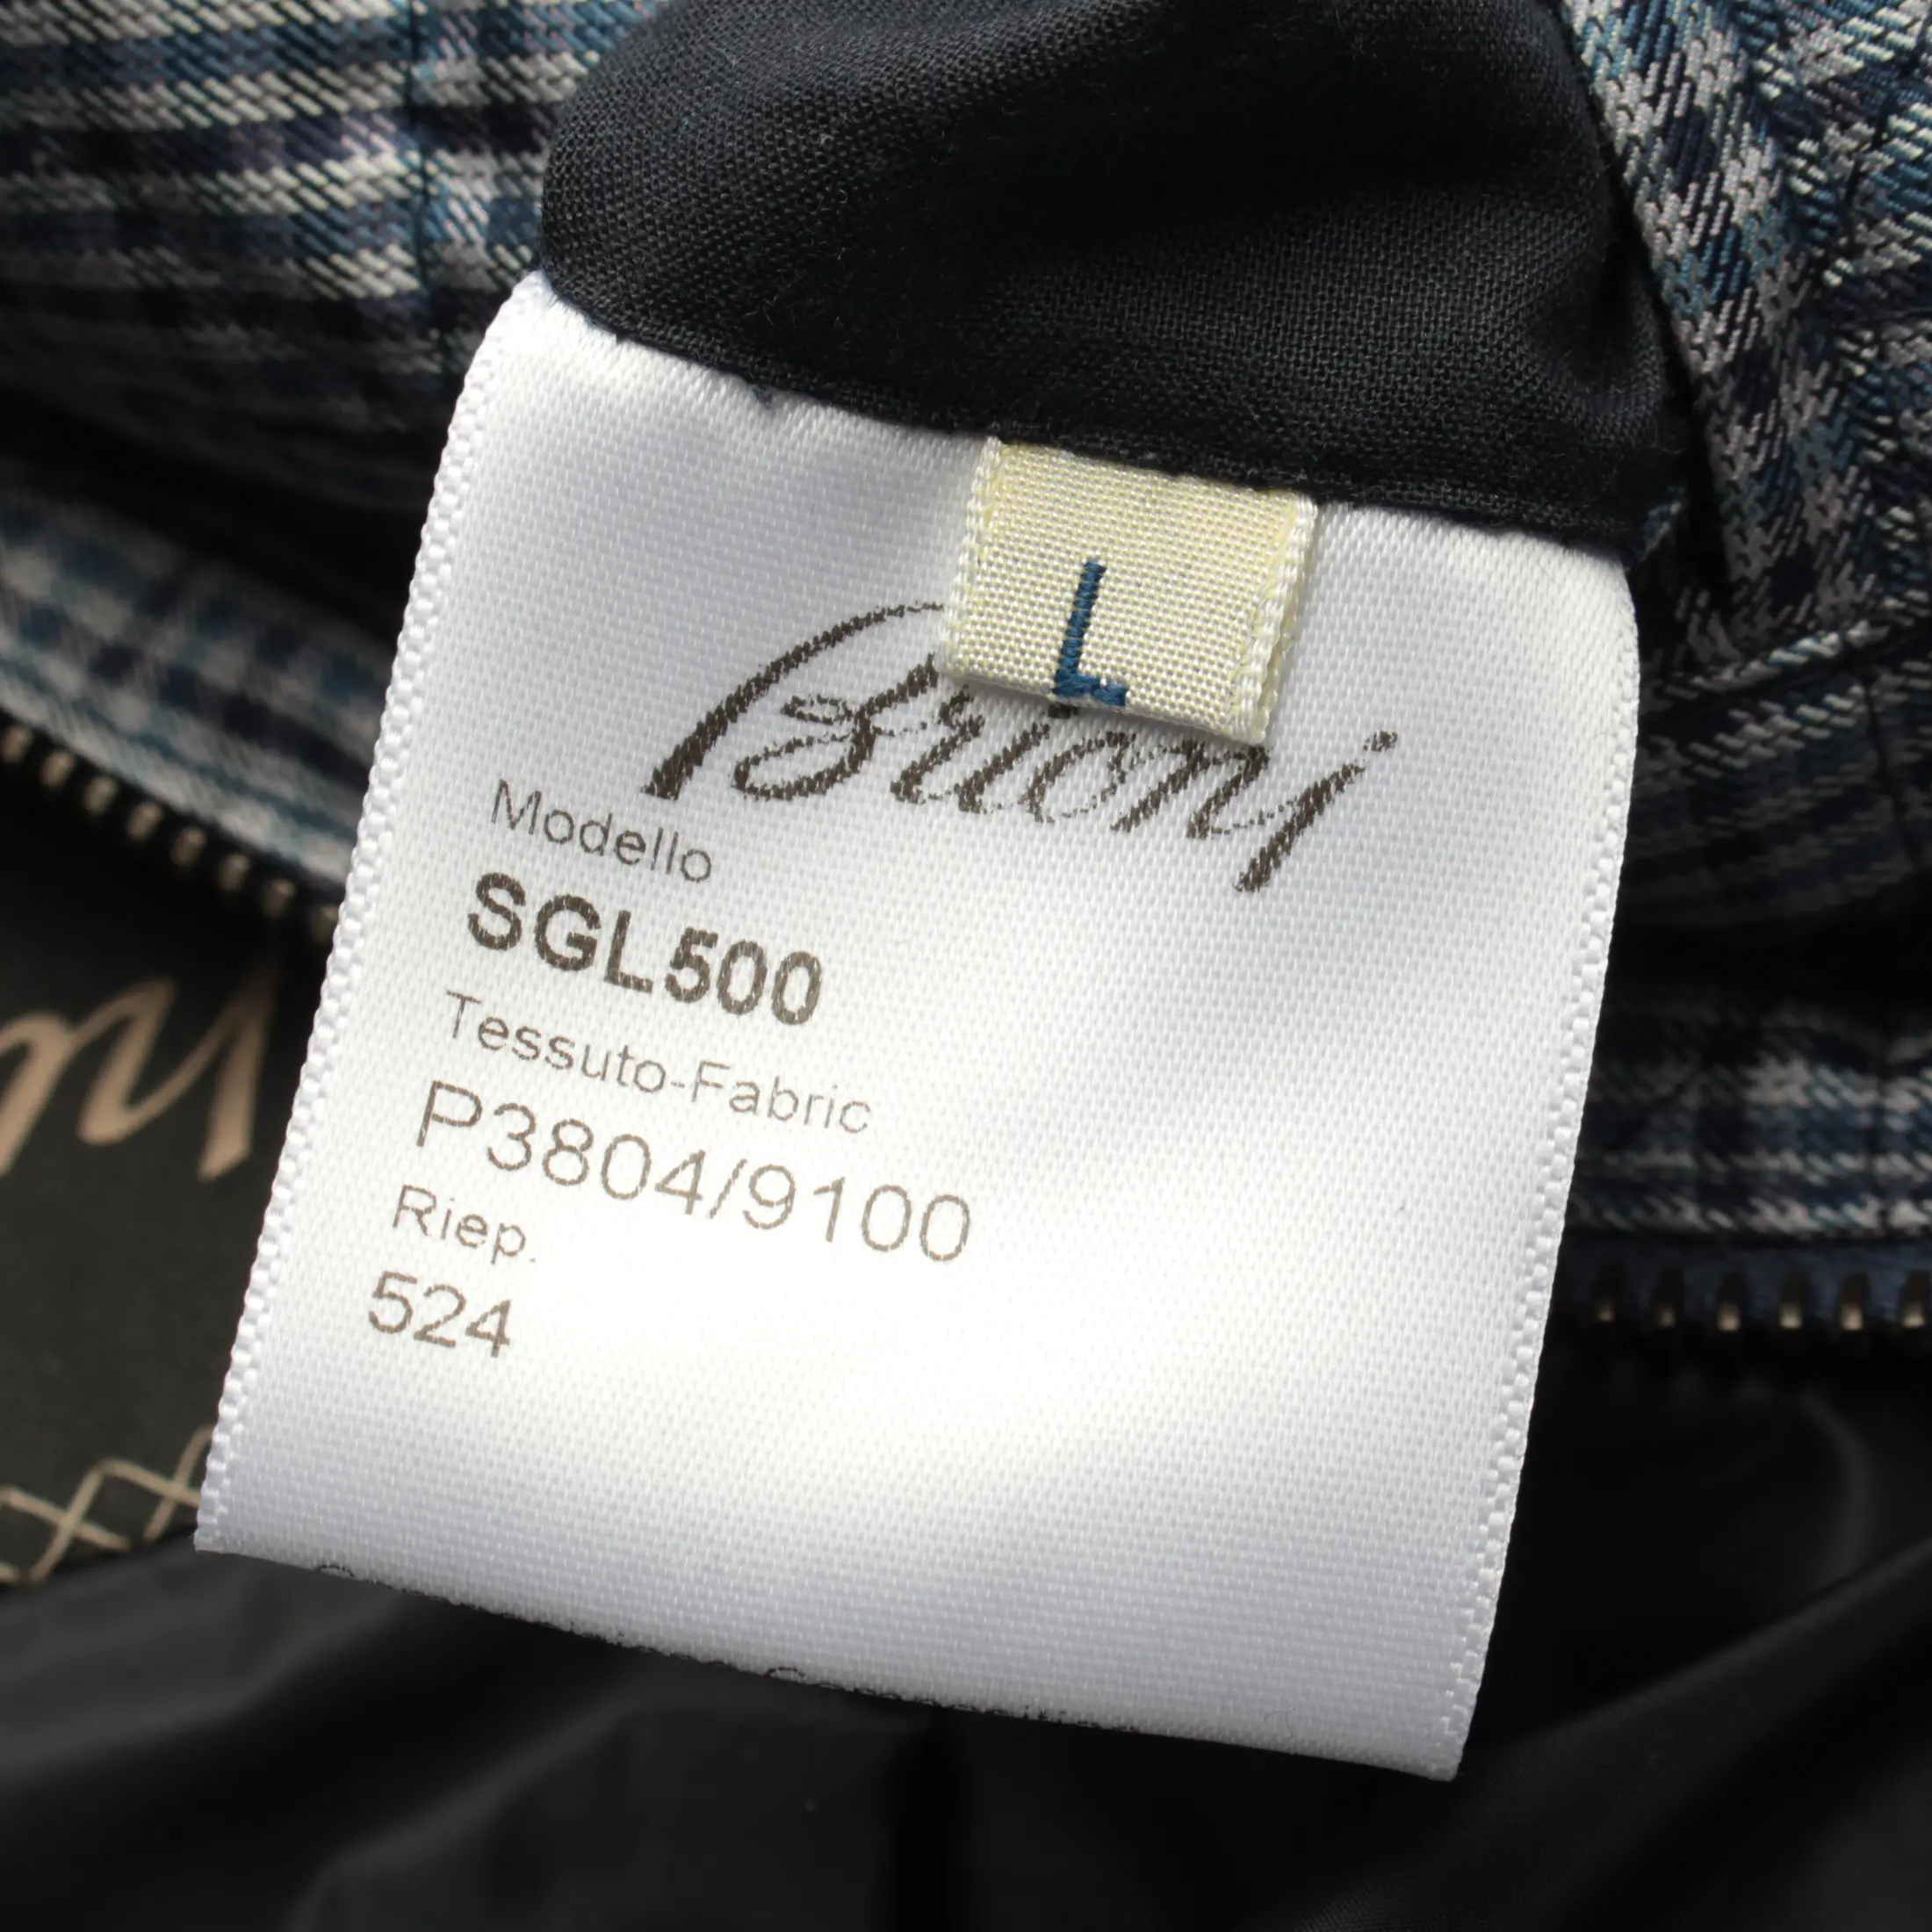 L
Brioni
Modello
SGL500
Tessuto-Fabric
P3804/9100
Riep.
524